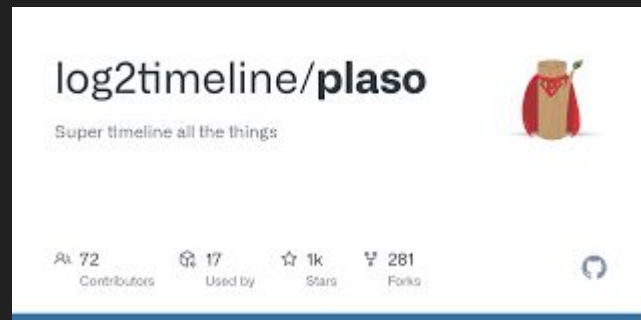 log2timeline/plaso
Super timeline all the things
72
Contributors
17
Used by
1k
Stars
281
Forks